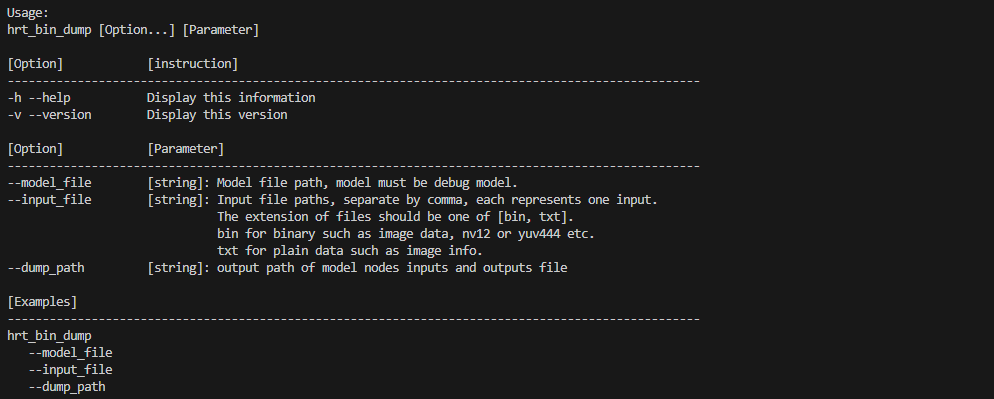 Usage:
hrt_bin_dump [Option...] [Parameter]
[Option]            [instruction]
---------------------------------------------------------------------------------------------------
-h --help           Display this information
-v --version        Display this version
[Option]            [Parameter]
---------------------------------------------------------------------------------------------------
--model_file        [string]: Model file path, model must be debug model.
--input_file        [string]: Input file paths, separate by comma, each represents one input.
                              The extension of files should be one of [bin, txt].
                              bin for binary such as image data, nv12 or yuv444 etc.
                              txt for plain data such as image info.
--dump_path         [string]: output path of model nodes inputs and outputs file
[Examples]
---------------------------------------------------------------------------------------------------
hrt_bin_dump
   --model_file
   --input_file
   --dump_path